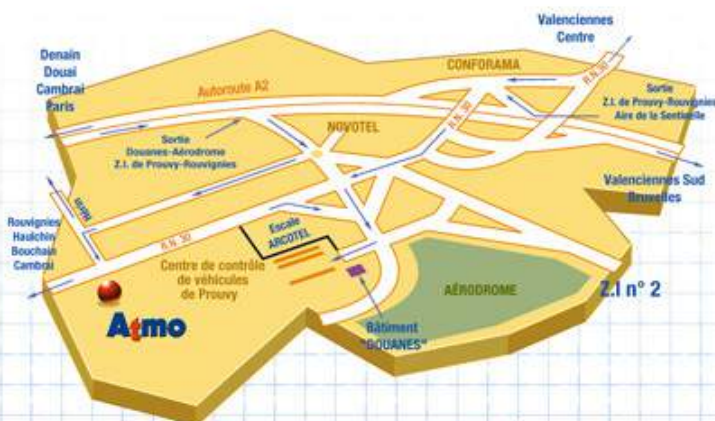 Valenciennes
Centre
Denain
Douai
Cambrai
Paris
CONFORAMA
R.N. 30
Autoroute A2
Sortie
Z.I. de Prouvy-Rouvignies
Aire de la Sentinelle
NOVOTEL
R.N. 30
Sortie
Douanes-Aérodrome
Z.I. de Prouvy-Rouvignies
Valenciennes Sud
Bruxelles
Hérin
Rouvignies
Haulchin
Bouchain
Cambrai
R.N. 30
Escale
ARCOTEL
Centre de contrôle
de véhicules
de Prouvy
AÉRODROME
Z.I n° 2
Atmo
Bâtiment
"DOUANES"